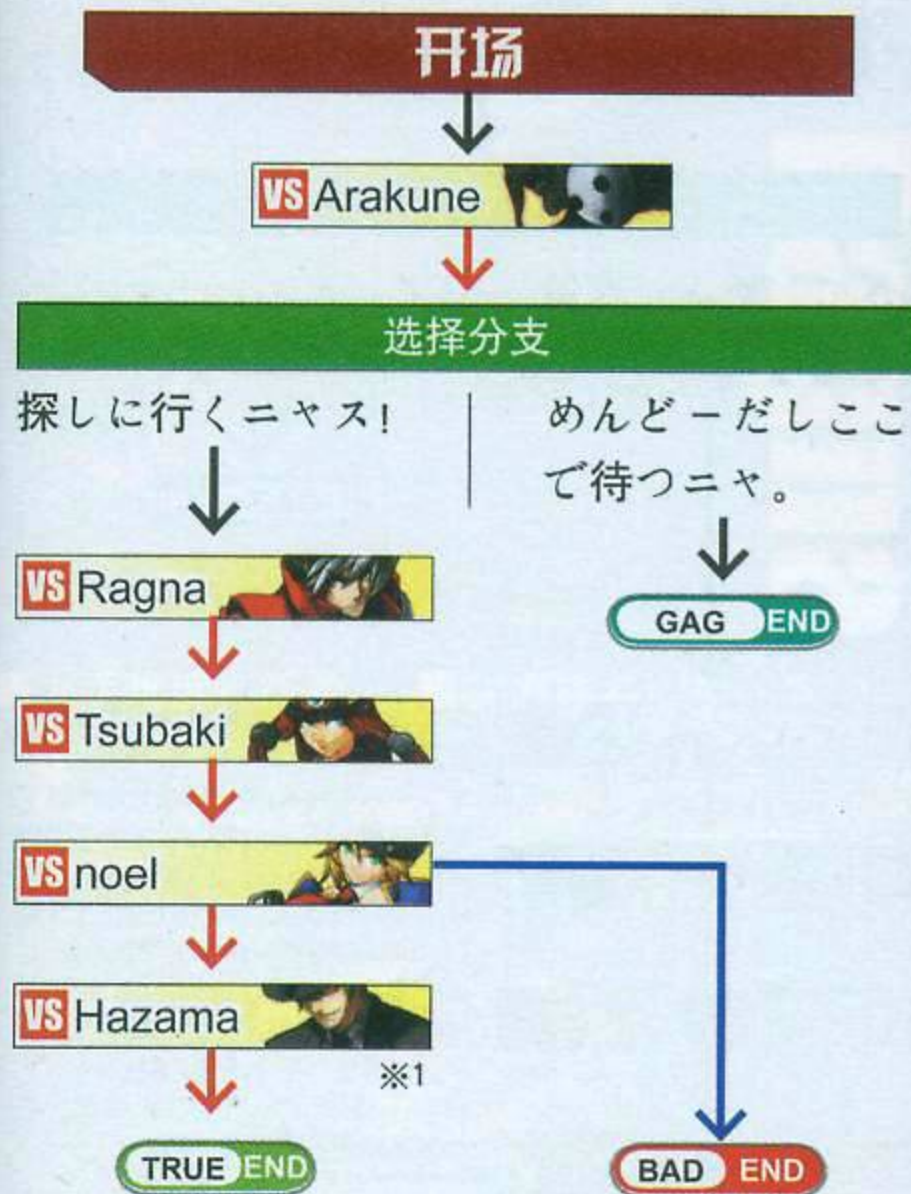 开场
VS Arakune
选择分支
探しに行くニャス!
めんどーだしここ
で待つニャ。
VS Ragna
GAG END
VS Tsubaki
VS noel
VS Hazama
※1
TRUE END
BAD END